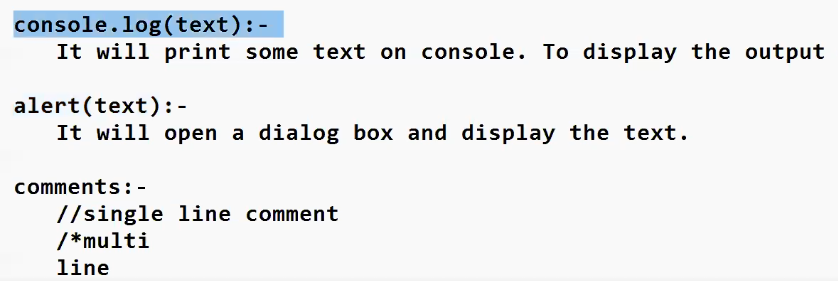 console.log(text):-
It will print some text on console. To display the output
alert(text):-
It will open a dialog box and display the text.
comments:-
//single line comment
/*multi
line